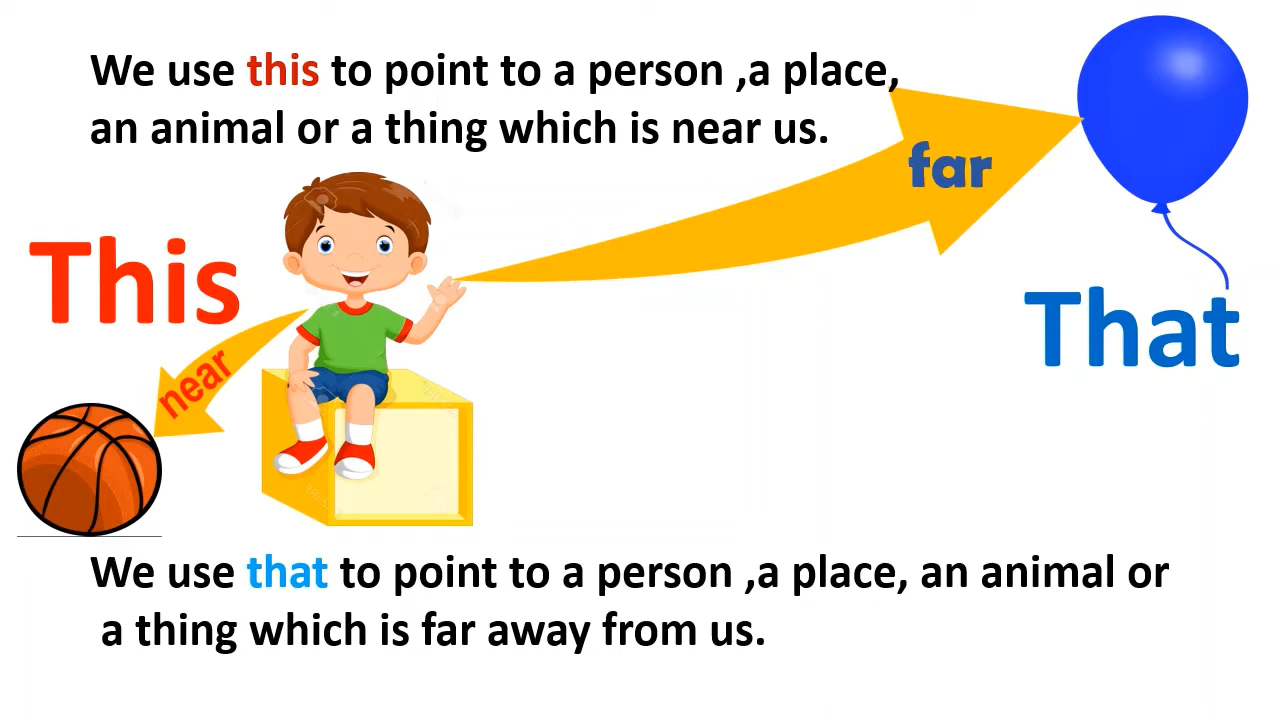 We use this to point to a person ,a place,
an animal or a thing which is near us.
far
This
near
That
We use that to point to a person ,a place, an animal or
a thing which is far away from us.